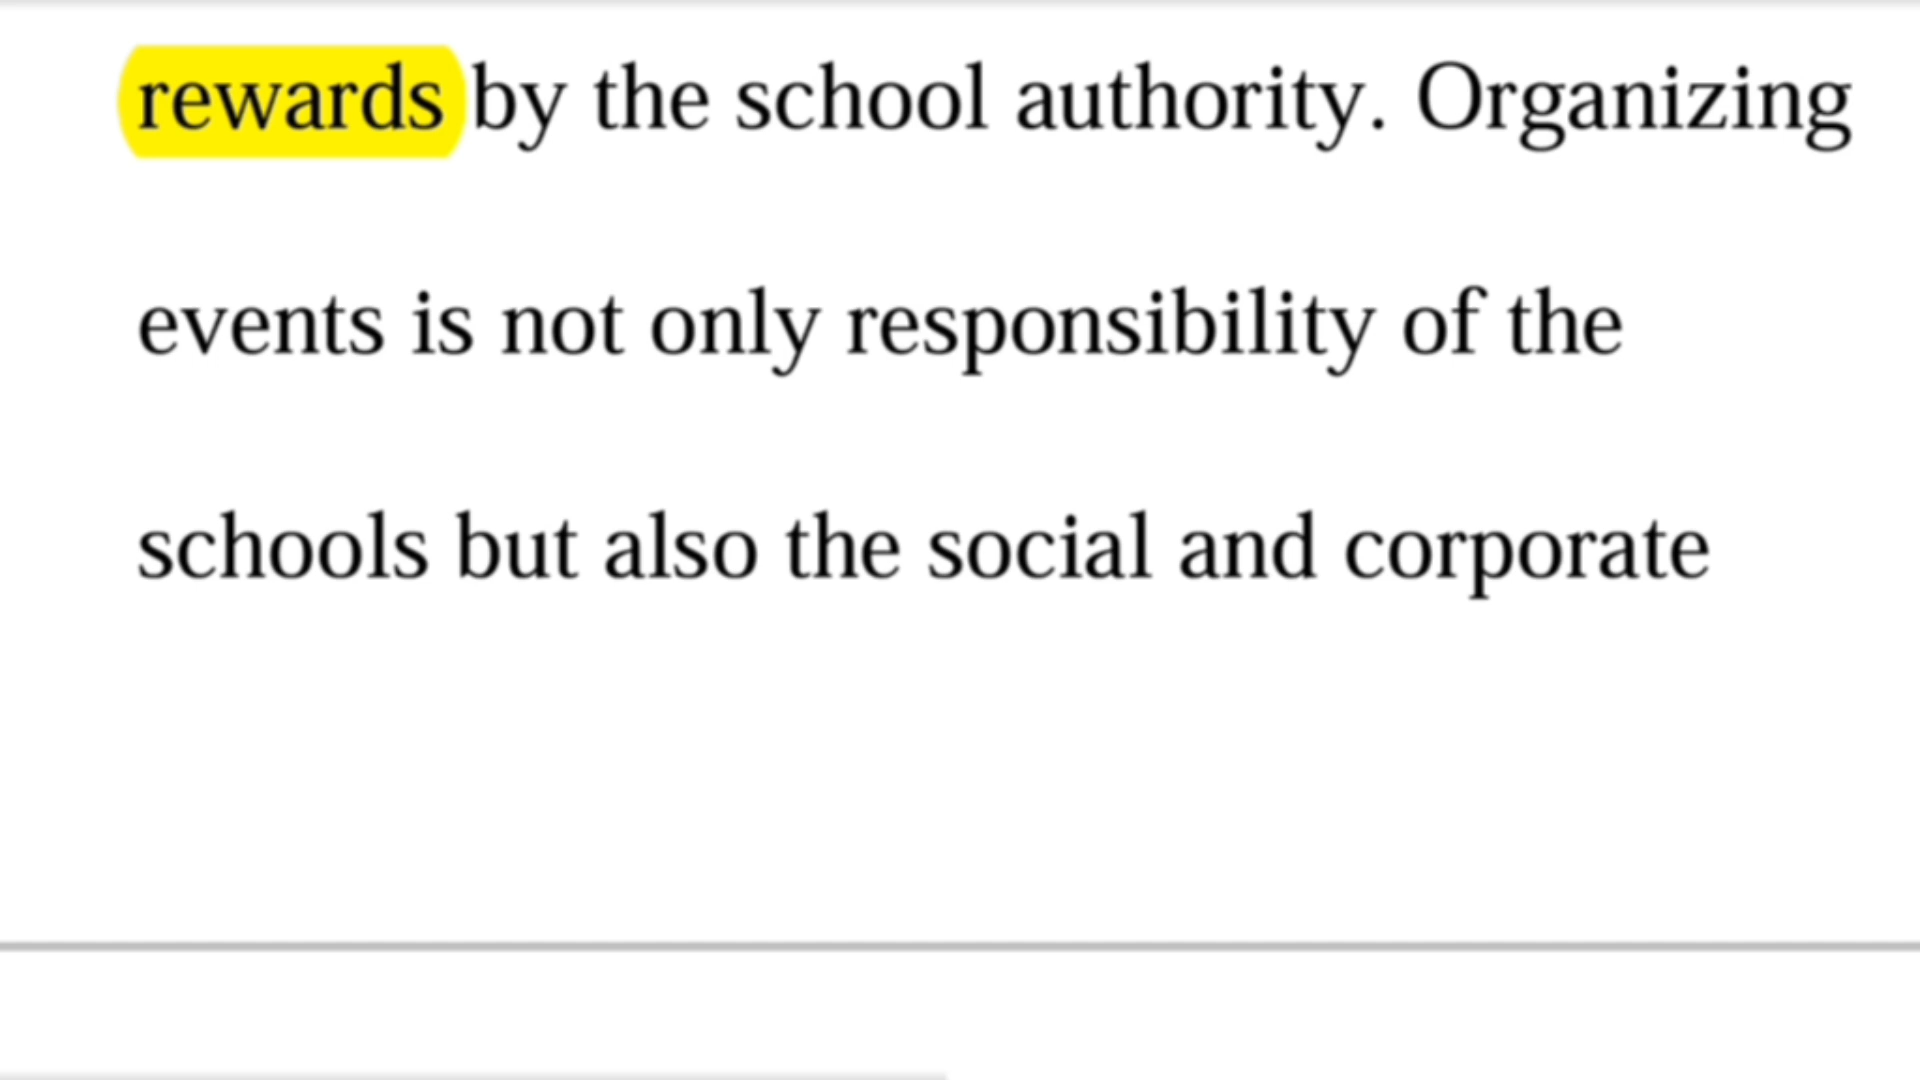 rewards by the school authority. Organizing
events is not only responsibility of the
schools but also the social and corporate